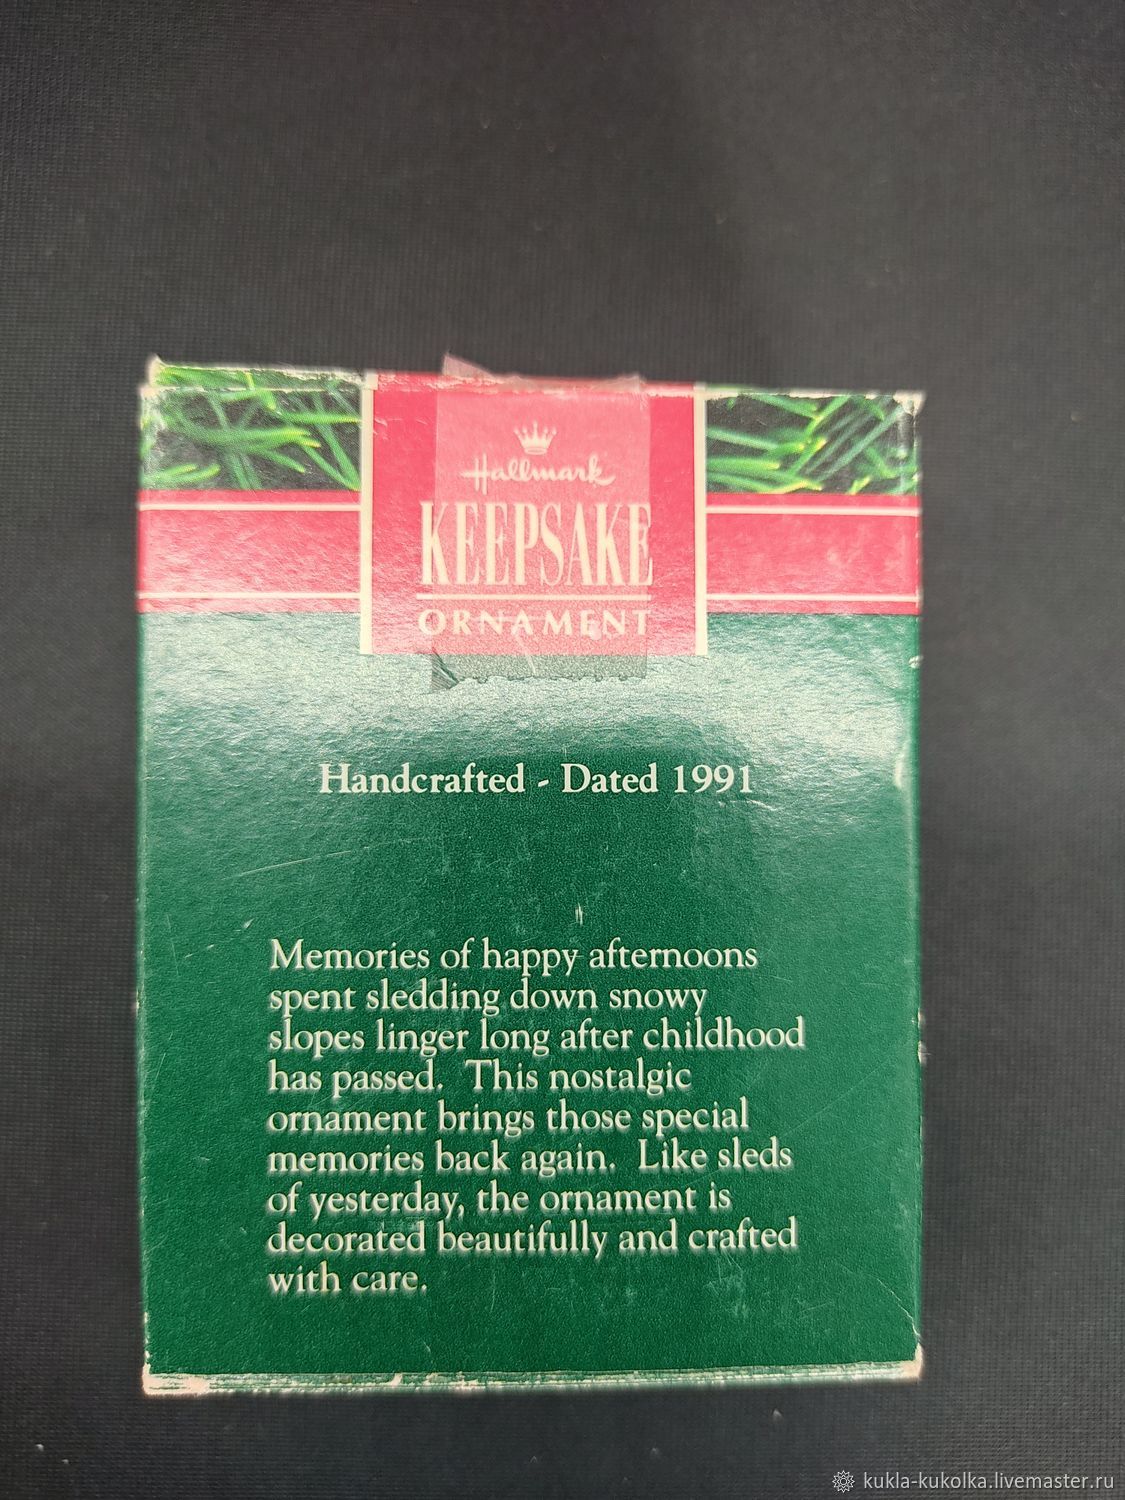 Hallmark
KEEPSAKE
ORNAMENT
Handcrafted - Dated 1991
Memories of happy afternoons
spent sledding down snowy
slopes linger long after childhood
has passed.  This nostalgic
ornament brings those special
memories back again.  Like sleds
of yesterday, the ornament is
decorated beautifully and crafted
with care.
kukla-kukolka.livemaster.ru